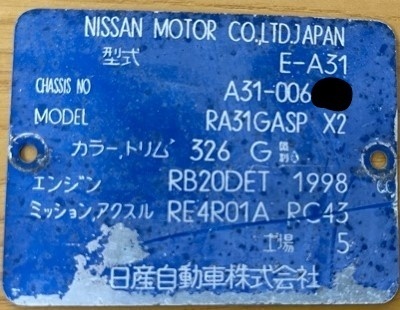 NISSAN MOTOR CO.,LTD.JAPAN
型式 E-A31
CHASSIS NO A31-006
MODEL RA31GASP X2
カラー,トリム 326 G
エンジン RB20DET 1998 cc
ミッション,アクスル RE4R01A RC43
工場 5
日産自動車株式会社